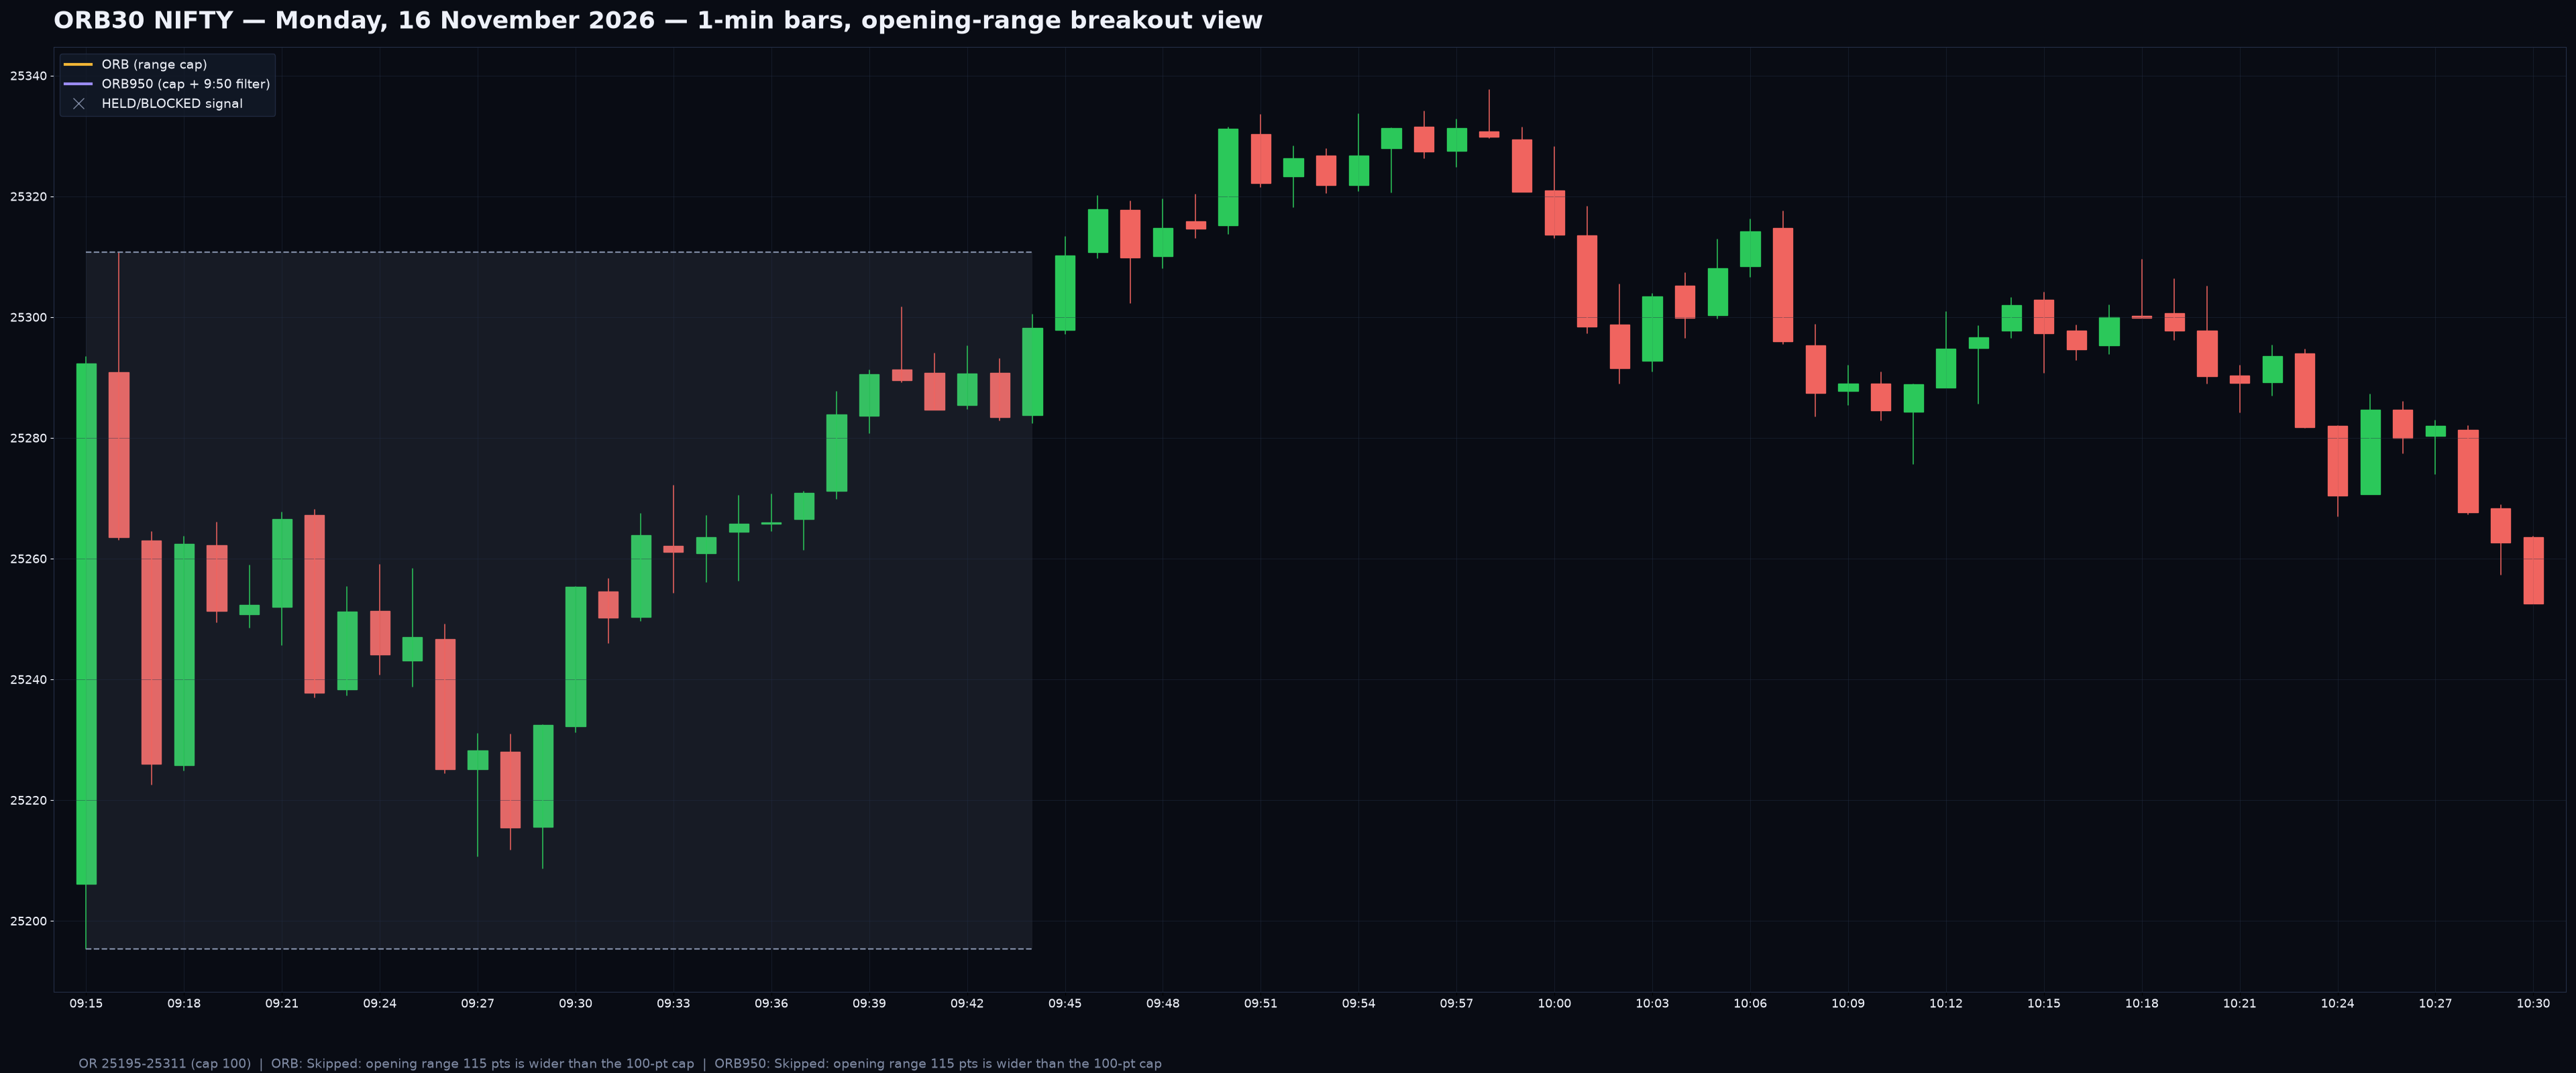 ORB30 NIFTY — Monday, 16 November 2026 — 1-min bars, opening-range breakout view
ORB (range cap)
ORB950 (cap + 9:50 filter)
HELD/BLOCKED signal
25340
25320
25300
25280
25260
25240
25220
25200
09:15 09:18 09:21 09:24 09:27 09:30 09:33 09:36 09:39 09:42 09:45 09:48 09:51 09:54 09:57 10:00 10:03 10:06 10:09 10:12 10:15 10:18 10:21 10:24 10:27 10:30
OR 25195-25311 (cap 100) | ORB: Skipped: opening range 115 pts is wider than the 100-pt cap | ORB950: Skipped: opening range 115 pts is wider than the 100-pt cap